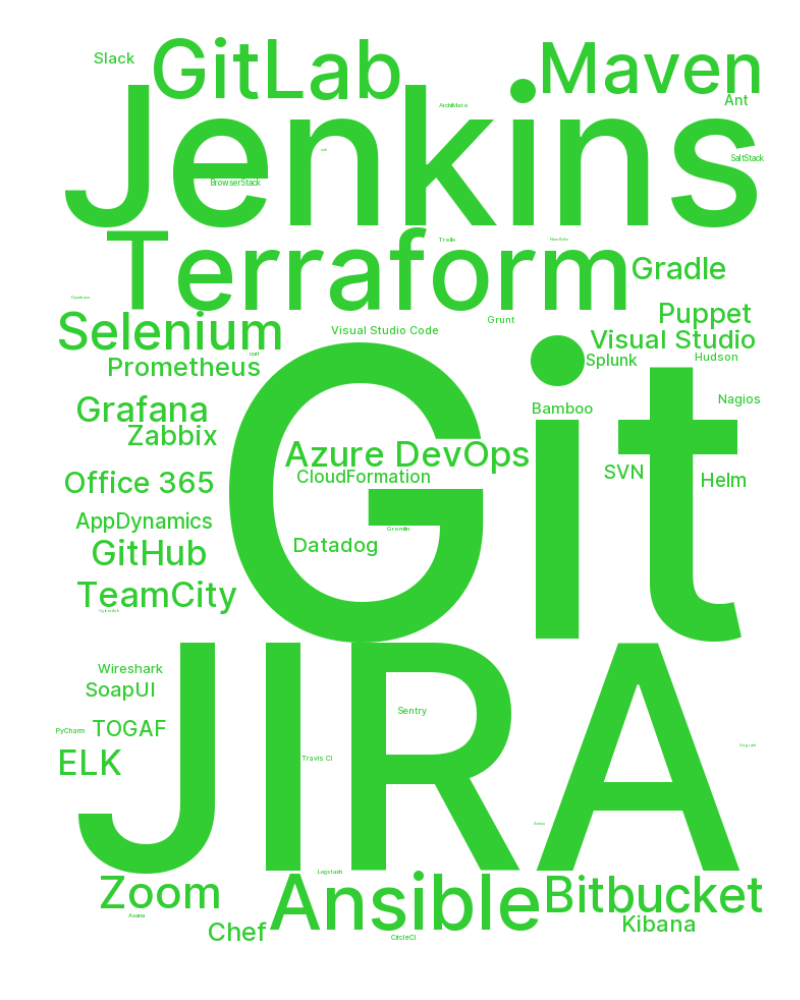 Slack
GitLab
Maven
Ant
ArchiMate
Jenkins
SaltStack
BrowserStack
Terraform
Trello
New Relic
Gradle
Puppet
Grunt
Selenium
Visual Studio Code
Visual Studio
Hudson
Splunk
Prometheus
Git
Nagios
Grafana
Bamboo
Zabbix
Azure DevOps
CloudFormation
SVN
Helm
Office 365
AppDynamics
Datadog
GitHub
TeamCity
JIRA
Wireshark
SoapUI
Sentry
PyCharm
TOGAF
ELK
Travis CI
Logstash
Zoom
Ansible
Bitbucket
Asana
Chef
CircleCI
Kibana